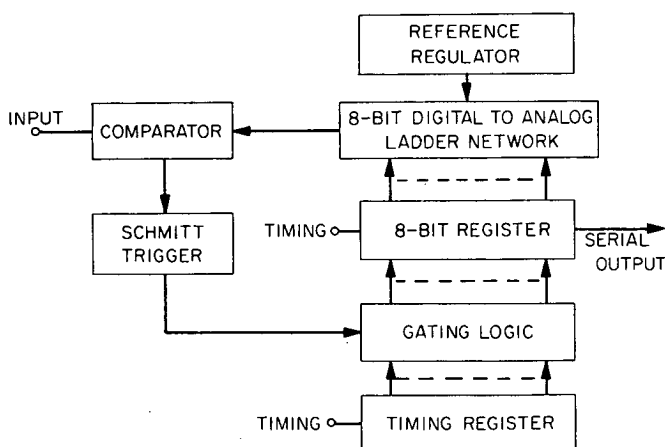 REFERENCE
REGULATOR
INPUT
COMPARATOR
8-BIT DIGITAL TO ANALOG
LADDER NETWORK
SCHMITT
TRIGGER
TIMING
8-BIT REGISTER
SERIAL
OUTPUT
GATING LOGIC
TIMING
TIMING REGISTER